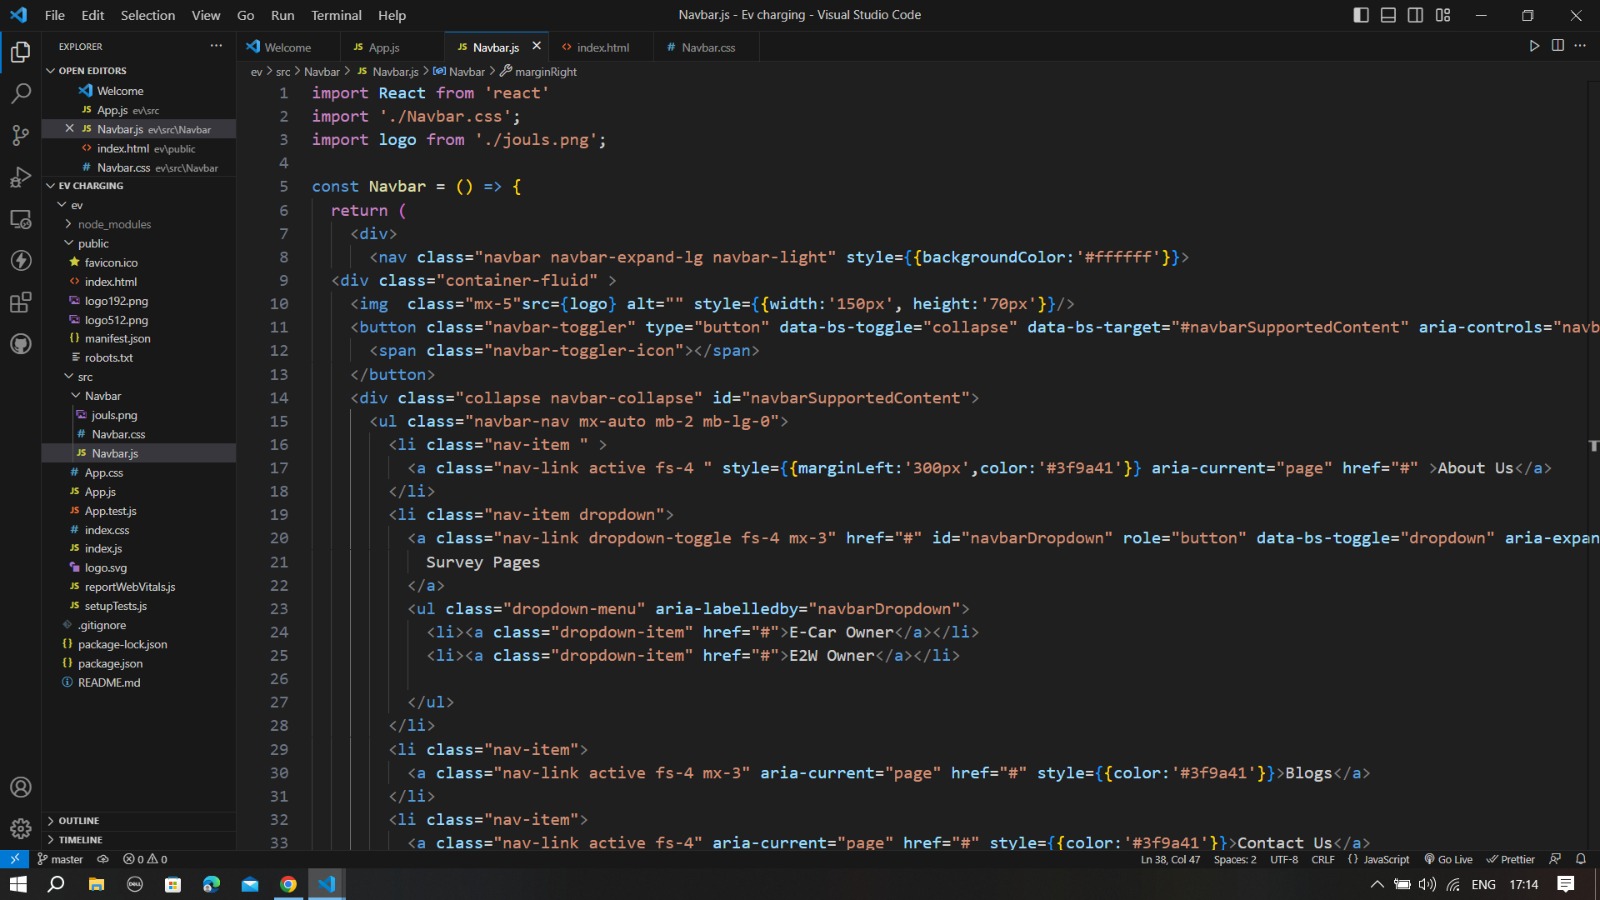 File Edit Selection View Go Run Terminal Help
Navbar.js - Ev charging - Visual Studio Code
EXPLORER
OPEN EDITORS
Welcome
JS App.js ev\src
JS Navbar.js ev\src\Navbar
<> index.html ev\public
# Navbar.css ev\src\Navbar
EV CHARGING
ev
node_modules
public
favicon.ico
<> index.html
logo192.png
logo512.png
{} manifest.json
robots.txt
src
Navbar
jouls.png
# Navbar.css
JS Navbar.js
# App.css
JS App.js
JS App.test.js
# index.css
JS index.js
logo.svg
JS reportWebVitals.js
JS setupTests.js
.gitignore
{} package-lock.json
{} package.json
README.md
OUTLINE
TIMELINE
Welcome
JS App.js
JS Navbar.js
<> index.html
# Navbar.css
ev > src > Navbar > JS Navbar.js > Navbar > marginRight
1 import React from 'react'
2 import './Navbar.css';
3 import logo from './jouls.png';
4
5 const Navbar = () => {
6 return (
7 <div>
8 <nav class="navbar navbar-expand-lg navbar-light" style={{backgroundColor:'#ffffff'}}>
9 <div class="container-fluid" >
10 <img  class="mx-5"src={logo} alt="" style={{width:'150px', height:'70px'}}/>
11 <button class="navbar-toggler" type="button" data-bs-toggle="collapse" data-bs-target="#navbarSupportedContent" aria-controls="navb
12 <span class="navbar-toggler-icon"></span>
13 </button>
14 <div class="collapse navbar-collapse" id="navbarSupportedContent">
15 <ul class="navbar-nav mx-auto mb-2 mb-lg-0">
16 <li class="nav-item " >
17 <a class="nav-link active fs-4 " style={{marginLeft:'300px',color:'#3f9a41'}} aria-current="page" href="#" >About Us</a>
18 </li>
19 <li class="nav-item dropdown">
20 <a class="nav-link dropdown-toggle fs-4 mx-3" href="#" id="navbarDropdown" role="button" data-bs-toggle="dropdown" aria-expan
21 Survey Pages
22 </a>
23 <ul class="dropdown-menu" aria-labelledby="navbarDropdown">
24 <li><a class="dropdown-item" href="#">E-Car Owner</a></li>
25 <li><a class="dropdown-item" href="#">E2W Owner</a></li>
26
27 </ul>
28 </li>
29 <li class="nav-item">
30 <a class="nav-link active fs-4 mx-3" aria-current="page" href="#" style={{color:'#3f9a41'}}>Blogs</a>
31 </li>
32 <li class="nav-item">
33 <a class="nav-link active fs-4" aria-current="page" href="#" style={{color:'#3f9a41'}}>Contact Us</a>
master 0 0 Ln 38, Col 47 Spaces: 2 UTF-8 CRLF {} JavaScript Go Live Prettier
DELL ENG 17:14